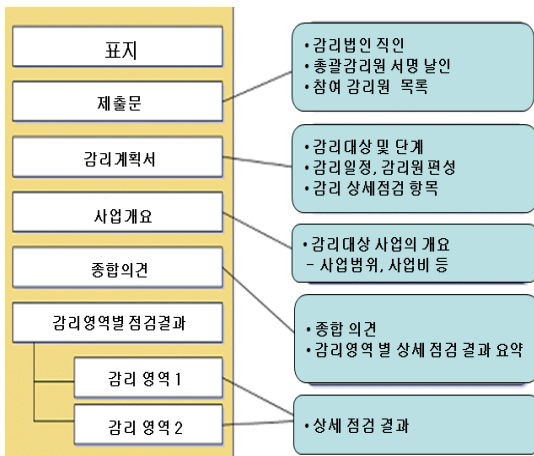 표지
제출문
감리계획서
사업개요
종합의견
감리영역별 점검결과
감리 영역 1
감리 영역 2
• 감리법인 직인
• 총괄감리원 서명 날인
• 참여 감리원 목록
• 감리대상 및 단계
• 감리일정, 감리원 편성
• 감리 상세점검 항목
• 감리대상 사업의 개요
- 사업범위, 사업비 등
• 종합 의견
• 감리영역 별 상세 점검 결과 요약
• 상세 점검 결과